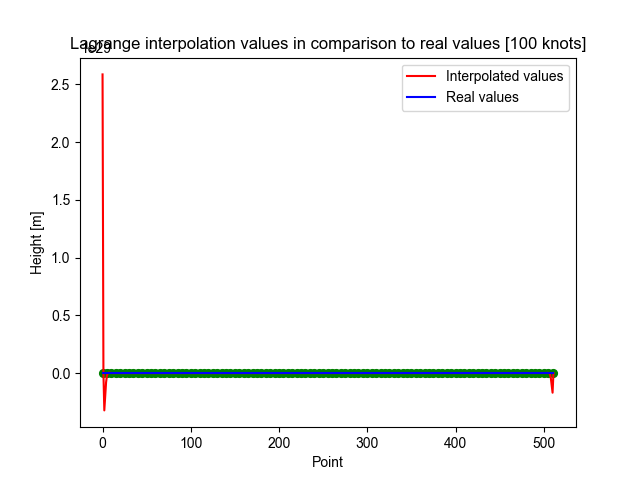 Lagrange interpolation values in comparison to real values [100 knots]
1e29
Interpolated values
Real values
2.5
2.0
1.5
1.0
0.5
0.0
Height [m]
0 100 200 300 400 500
Point